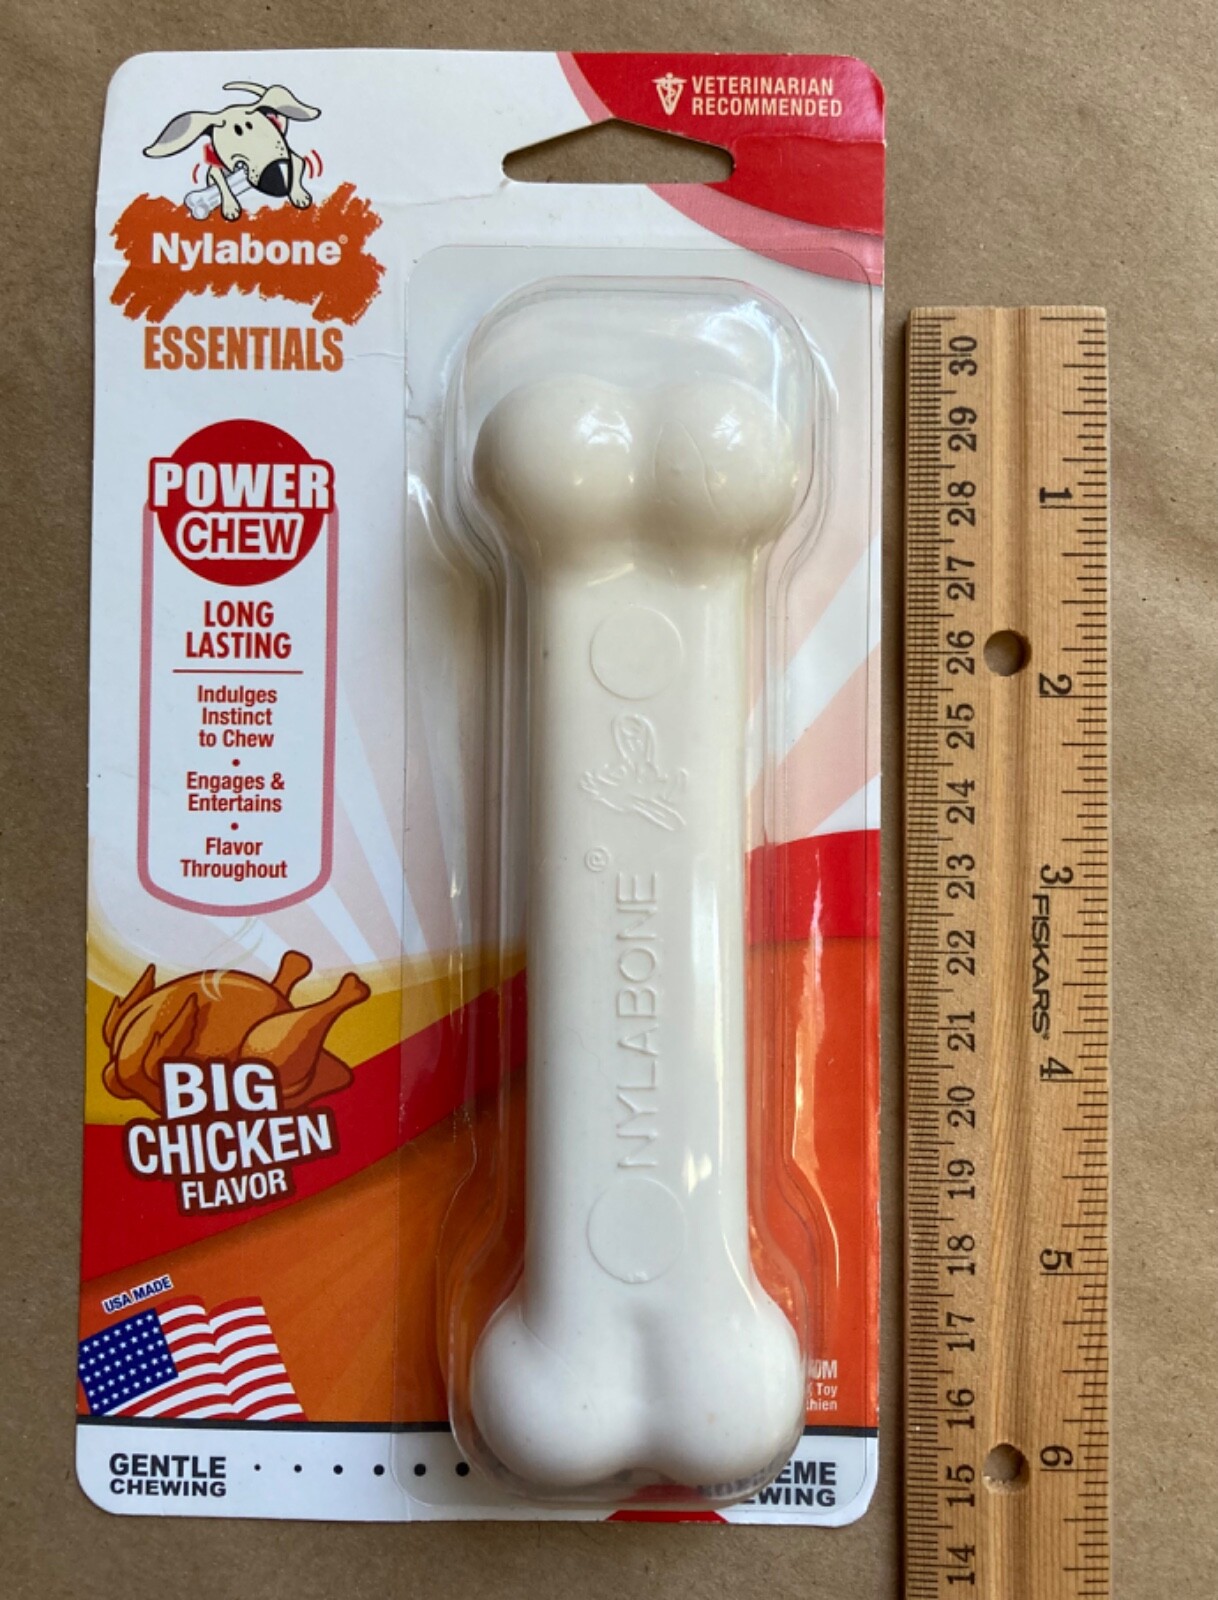 VETERINARIAN
RECOMMENDED
Nylabone®
ESSENTIALS
POWER
CHEW
LONG
LASTING
Indulges
Instinct
to Chew
•
Engages &
Entertains
•
Flavor
Throughout
BIG
CHICKEN
FLAVOR
USA MADE
GENTLE
CHEWING
Toy
NYLABONE®
30
29
28
27
26
25
24
23
22
21
20
19
18
17
16
15
14
1
2
3
FISKARS®
4
5
6